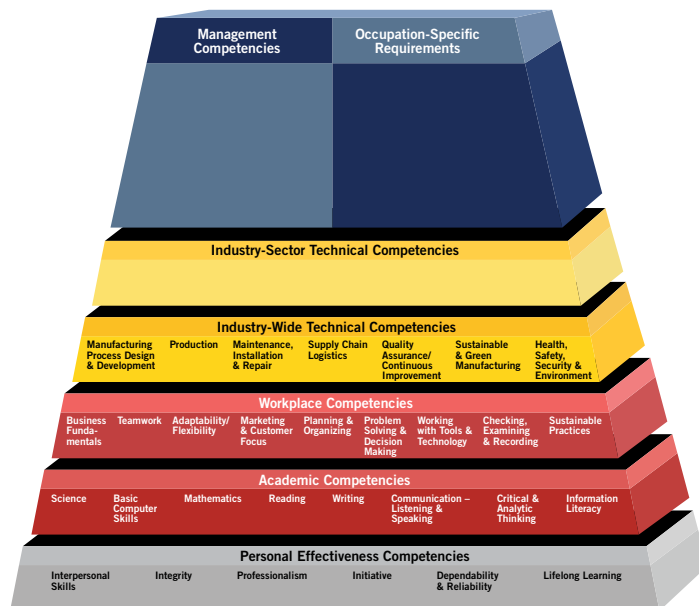 Management
Competencies
Occupation-Specific
Requirements
Industry-Sector Technical Competencies
Industry-Wide Technical Competencies
Manufacturing
Process Design
& Development
Production
Maintenance,
Installation
& Repair
Supply Chain
Logistics
Quality
Assurance/
Continuous
Improvement
Sustainable
& Green
Manufacturing
Health,
Safety,
Security &
Environment
Workplace Competencies
Business
Funda-
mentals
Teamwork
Adaptability/
Flexibility
Marketing
& Customer
Focus
Planning &
Organizing
Problem
Solving &
Decision
Making
Working
with Tools &
Technology
Checking,
Examining
& Recording
Sustainable
Practices
Academic Competencies
Science
Basic
Computer
Skills
Mathematics
Reading
Writing
Communication –
Listening &
Speaking
Critical &
Analytic
Thinking
Information
Literacy
Personal Effectiveness Competencies
Interpersonal
Skills
Integrity
Professionalism
Initiative
Dependability
& Reliability
Lifelong Learning